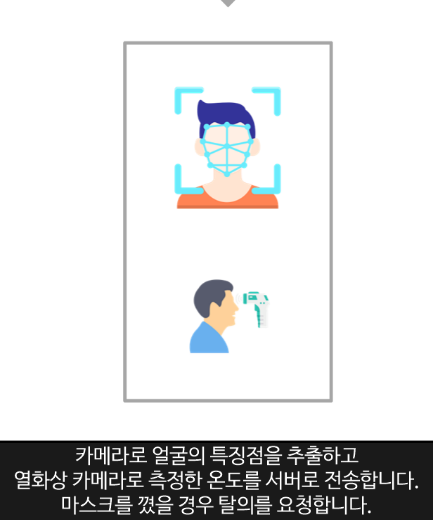 카메라로 얼굴의 특징점을 추출하고
열화상 카메라로 측정한 온도를 서버로 전송합니다.
마스크를 꼈을 경우 탈의를 요청합니다.